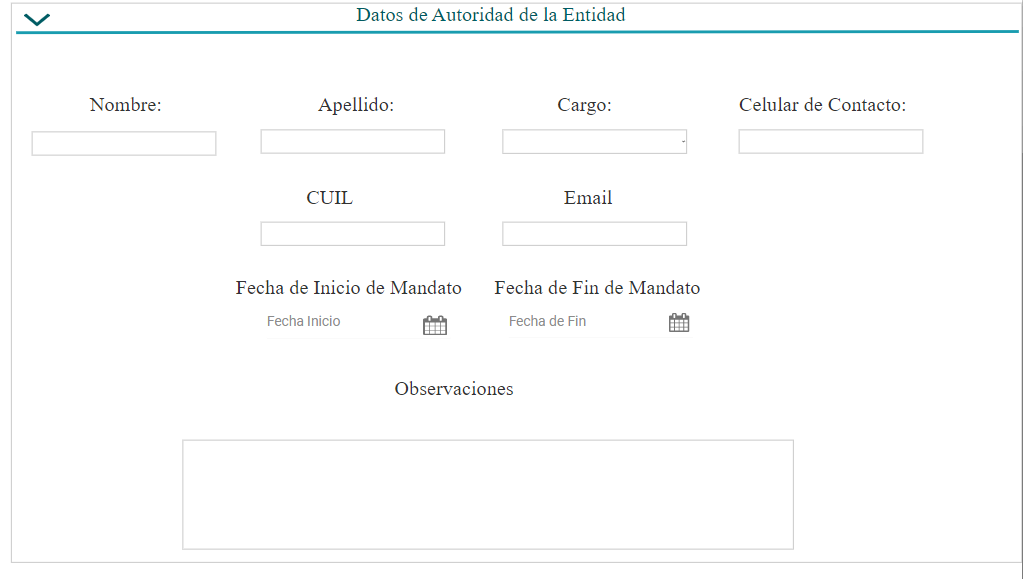 Datos de Autoridad de la Entidad
Nombre: Apellido: Cargo: Celular de Contacto:
CUIL Email
Fecha de Inicio de Mandato Fecha de Fin de Mandato
Fecha Inicio Fecha de Fin
Observaciones